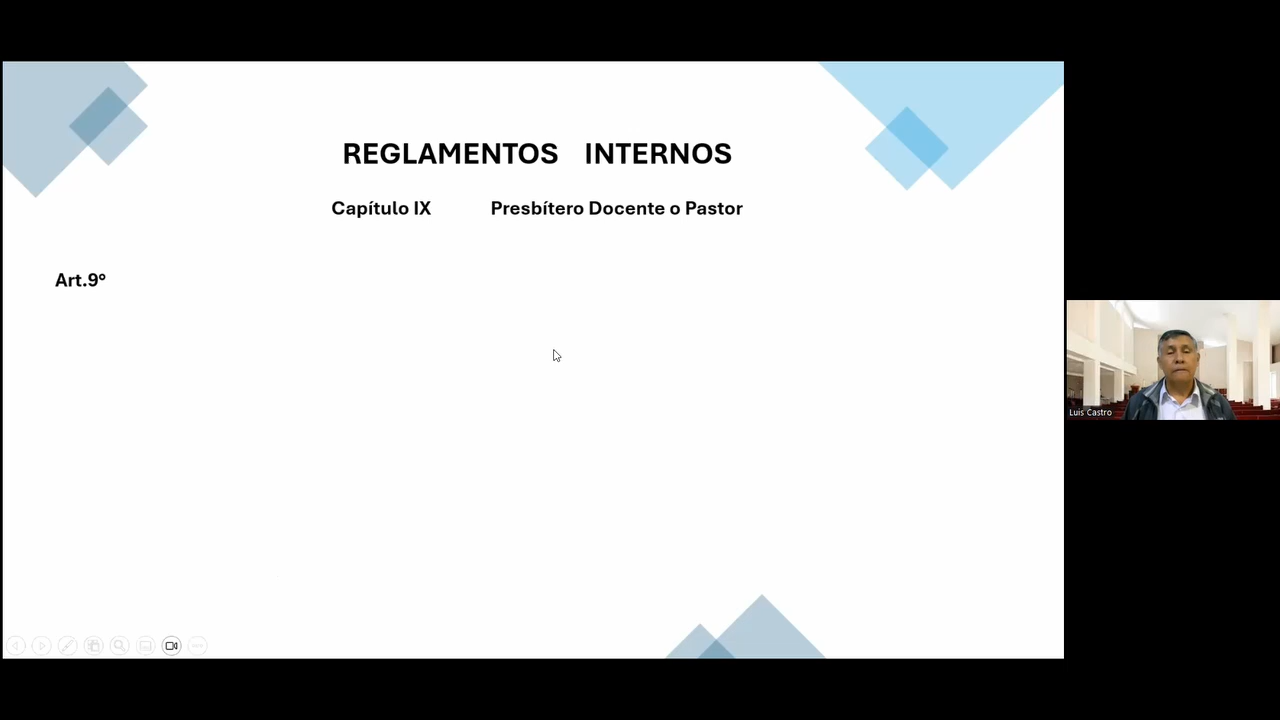 REGLAMENTOS INTERNOS
Capítulo IX Presbítero Docente o Pastor
Art.9°
Luis Castro